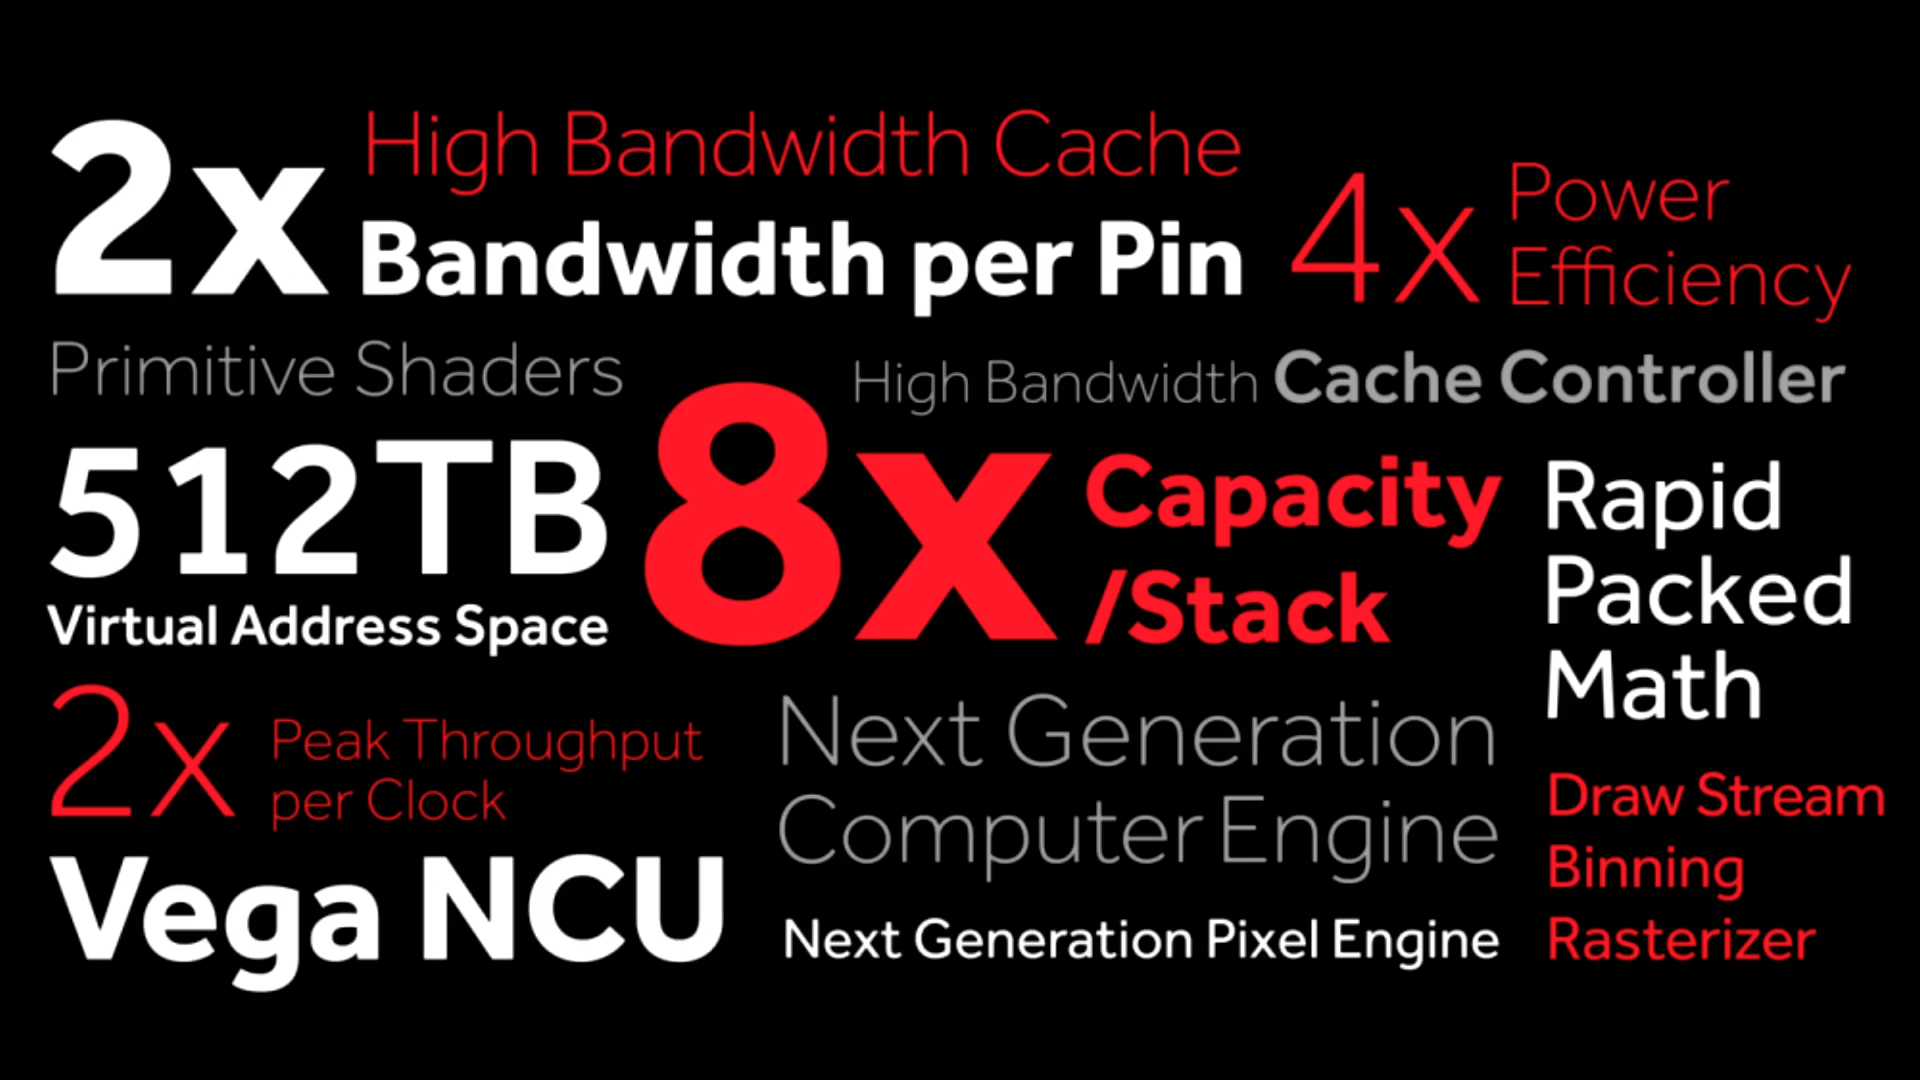 2x High Bandwidth Cache
Bandwidth per Pin
4x Power
Efficiency
Primitive Shaders
High Bandwidth Cache Controller
512TB
Virtual Address Space
8x Capacity
/Stack
Rapid
Packed
Math
2x Peak Throughput
per Clock
Next Generation
Computer Engine
Draw Stream
Binning
Rasterizer
Vega NCU
Next Generation Pixel Engine